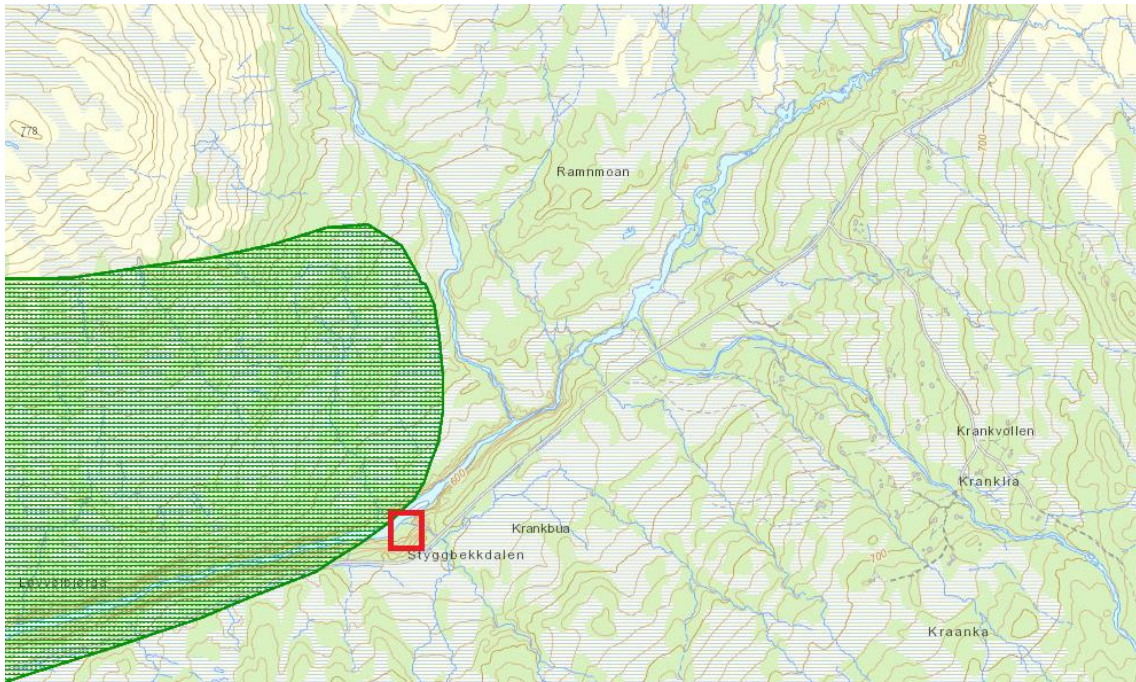 778
Ramnmoan
700
Krankvollen
Kranklia
600
Krankbua
Styggbekkdalen
700
Kraanka